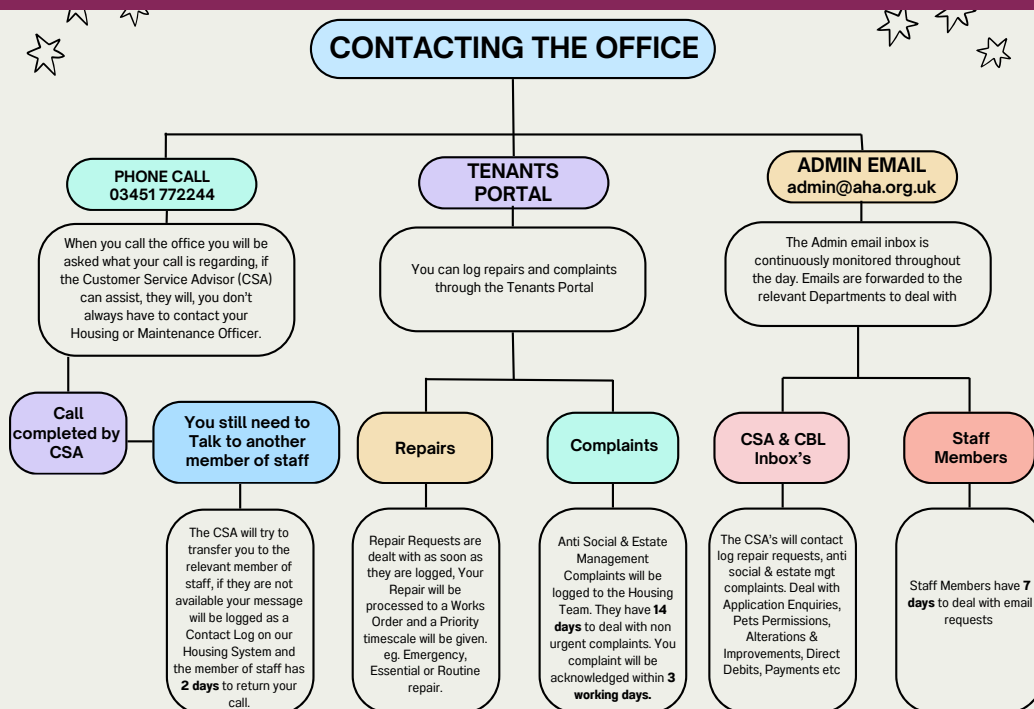 CONTACTING THE OFFICE
PHONE CALL
03451 772244
When you call the office you will be
asked what your call is regarding, if
the Customer Service Advisor (CSA)
can assist, they will, you don't
always have to contact your
Housing or Maintenance Officer.
Call
completed by
CSA
You still need to
Talk to another
member of staff
The CSA will try to
transfer you to the
relevant member of
staff, if they are not
available your message
will be logged as a
Contact Log on our
Housing System and
the member of staff has
2 days to return your
call.
TENANTS
PORTAL
You can log repairs and complaints
through the Tenants Portal
Repairs
Repair Requests are
dealt with as soon as
they are logged, Your
Repair will be
processed to a Works
Order and a Priority
timescale will be given.
eg. Emergency,
Essential or Routine
repair.
Complaints
Anti Social & Estate
Management
Complaints will be
logged to the Housing
Team. They have 14
days to deal with non
urgent complaints. You
complaint will be
acknowledged within 3
working days.
ADMIN EMAIL
admin@aha.org.uk
The Admin email inbox is
continuously monitored throughout
the day. Emails are forwarded to the
relevant Departments to deal with
CSA & CBL
Inbox's
The CSA's will contact
log repair requests, anti
social & estate mgt
complaints. Deal with
Application Enquiries,
Pets Permissions,
Alterations &
Improvements, Direct
Debits, Payments etc
Staff
Members
Staff Members have 7
days to deal with email
requests